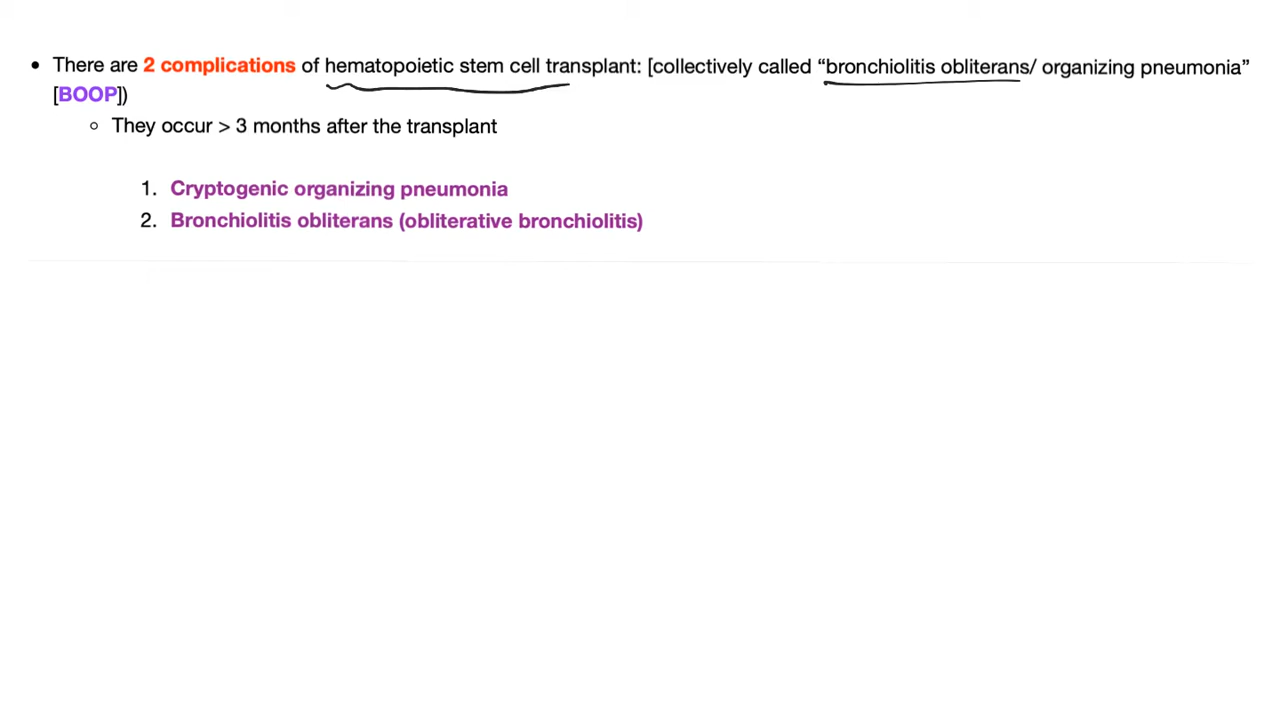 • There are 2 complications of hematopoietic stem cell transplant: [collectively called “bronchiolitis obliterans/ organizing pneumonia”
[BOOP])
○ They occur > 3 months after the transplant
1. Cryptogenic organizing pneumonia
2. Bronchiolitis obliterans (obliterative bronchiolitis)